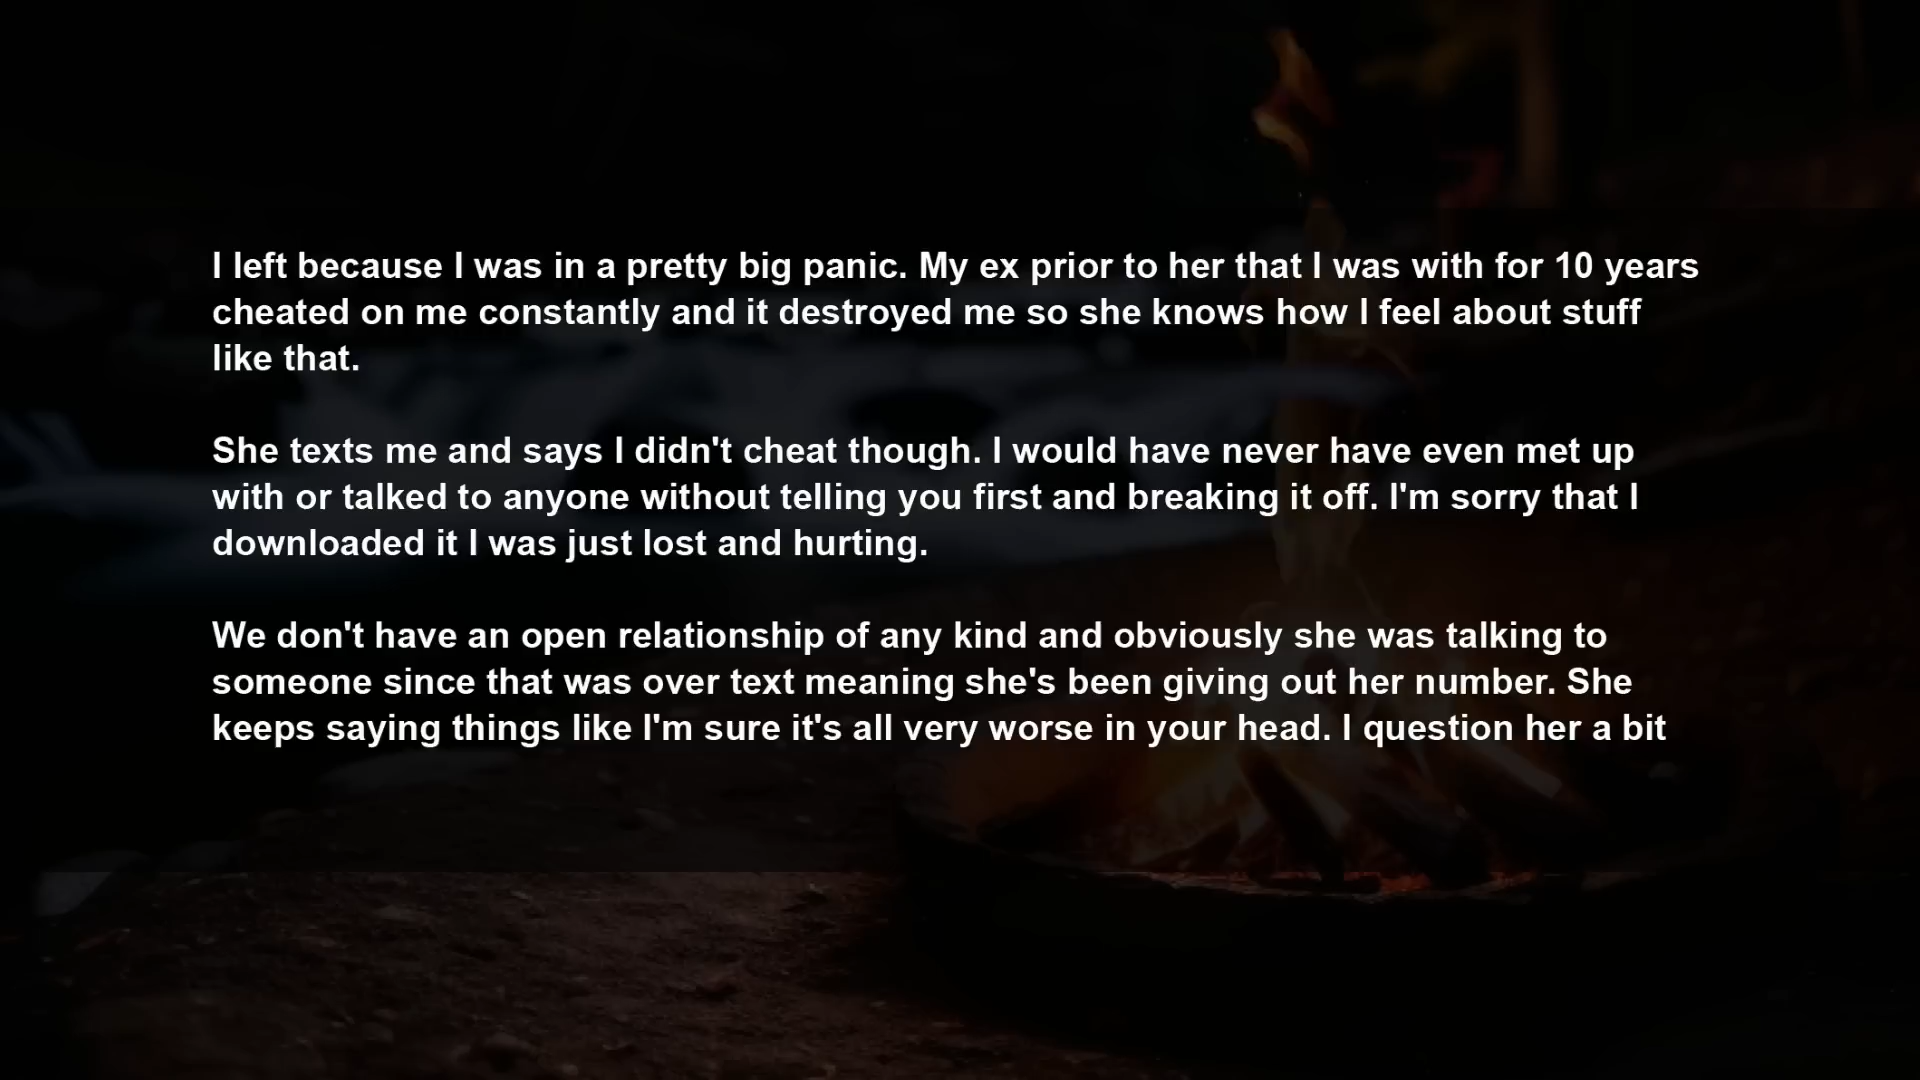 I left because I was in a pretty big panic. My ex prior to her that I was with for 10 years
cheated on me constantly and it destroyed me so she knows how I feel about stuff
like that.
She texts me and says I didn't cheat though. I would have never have even met up
with or talked to anyone without telling you first and breaking it off. I'm sorry that I
downloaded it I was just lost and hurting.
We don't have an open relationship of any kind and obviously she was talking to
someone since that was over text meaning she's been giving out her number. She
keeps saying things like I'm sure it's all very worse in your head. I question her a bit